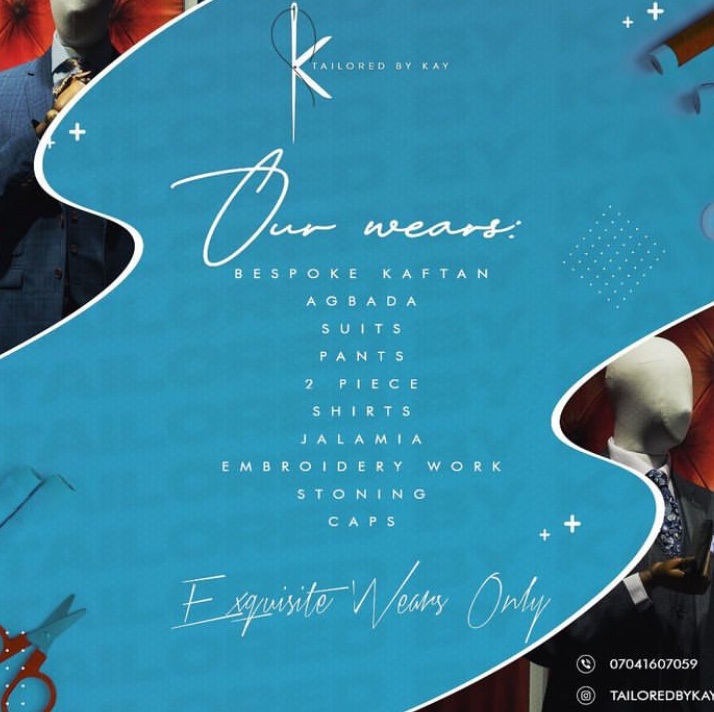 K
TAILORED BY KAY
Our wears:
BESPOKE KAFTAN
AGBADA
SUITS
PANTS
2 PIECE
SHIRTS
JALAMIA
EMBROIDERY WORK
STONING
CAPS
Exquisite Wears Only
07041607059
TAILOREDBYKAY